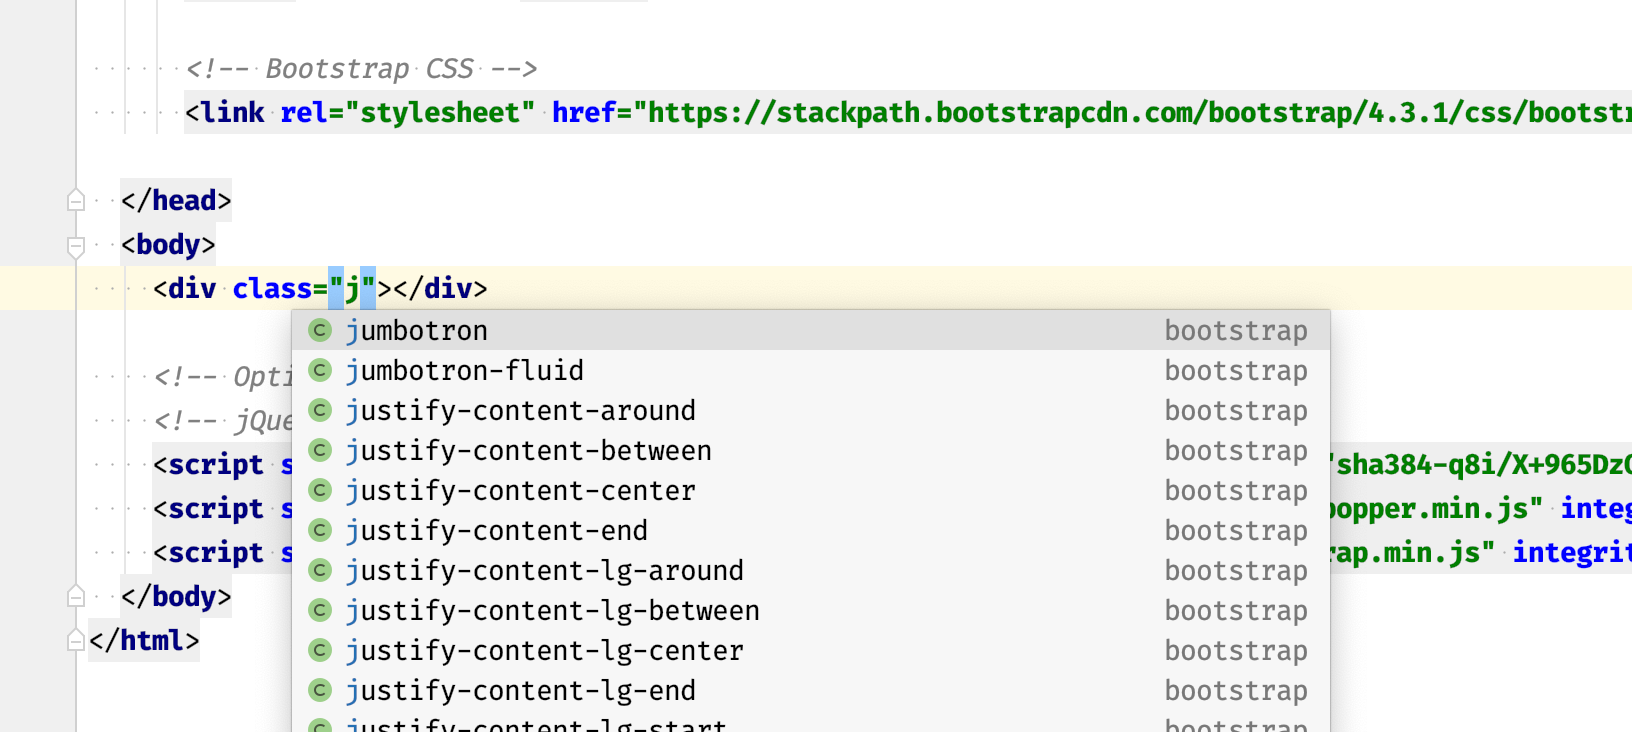 <!-- Bootstrap CSS -->
<link rel="stylesheet" href="https://stackpath.bootstrapcdn.com/bootstrap/4.3.1/css/bootstr
</head>
<body>
<div class="j"></div>
jumbotron bootstrap
jumbotron-fluid bootstrap
<!-- Opti
justify-content-around bootstrap
<!-- jQue
justify-content-between bootstrap
<script s "sha384-q8i/X+965DzO
justify-content-center bootstrap
<script s popper.min.js" integ
justify-content-end bootstrap
<script s rap.min.js" integrit
justify-content-lg-around bootstrap
</body>
justify-content-lg-between bootstrap
</html>
justify-content-lg-center bootstrap
justify-content-lg-end bootstrap
justify-content-lg-start bootstrap